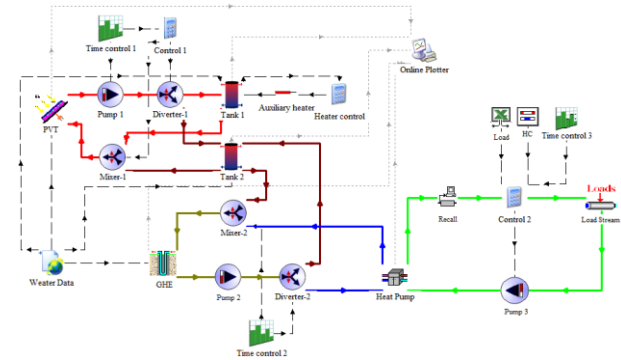 Time control 1
Control 1
Online Plotter
PVT
Pump 1
Diverter-1
Tank 1
Auxiliary heater
Heater control
Load
HC
Time control 3
Mixer-1
Tank 2
Loads
Recall
Control 2
Load Stream
Mixer-2
Weater Data
GHE
Pump 2
Diverter-2
Heat Pump
Pump 3
Time control 2